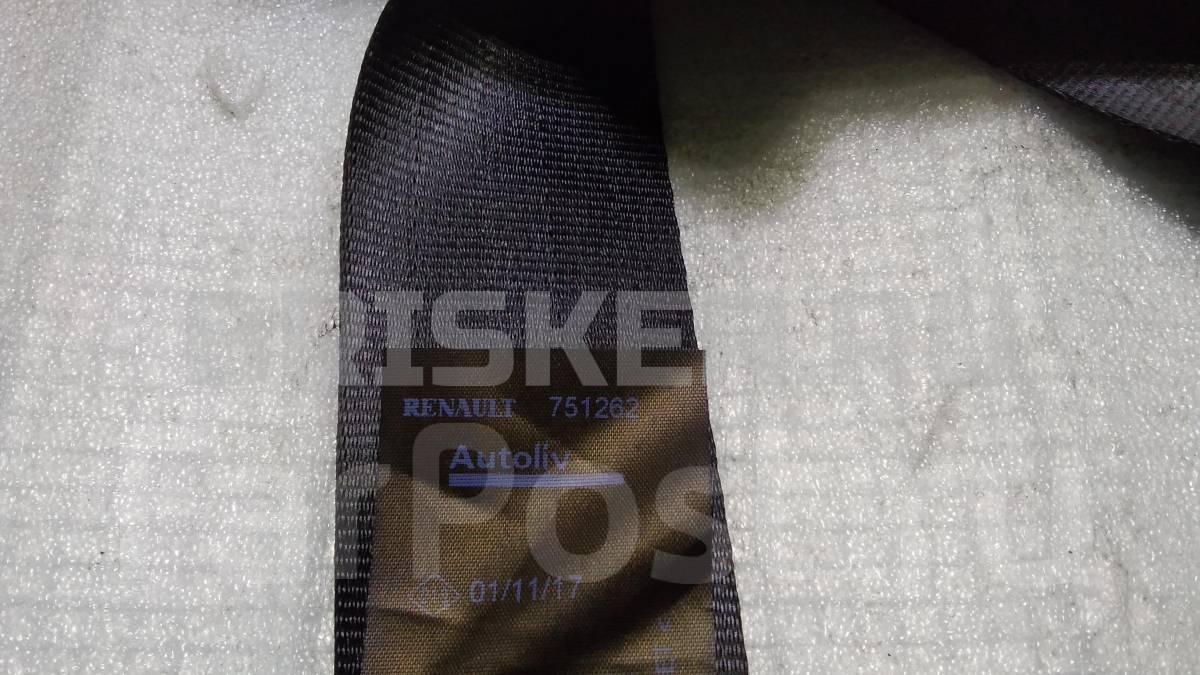 RISKE
RENAULT 751262
Autoliv
POS
01/11/17